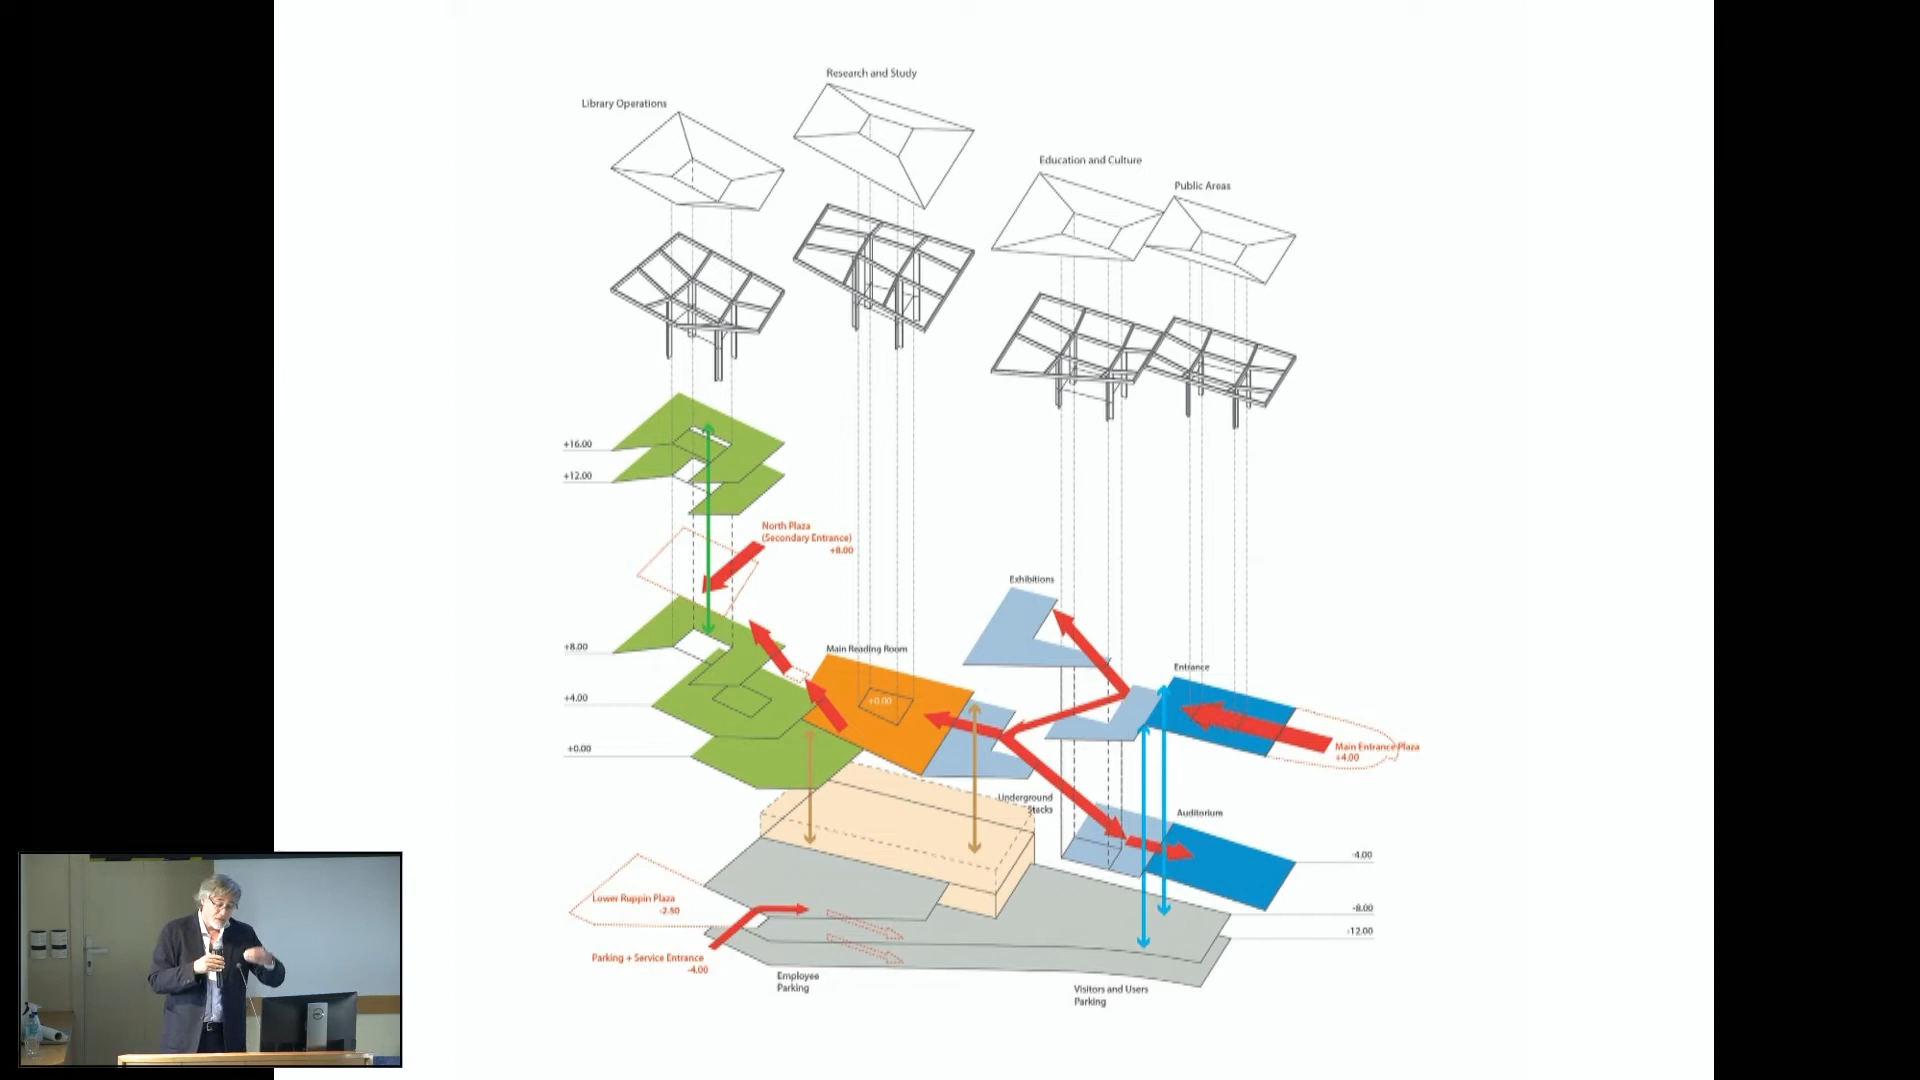 Research and Study
Library Operations
Education and Culture
Public Areas
+16.00
+12.00
North Plaza
(Secondary Entrance)
+8.00
Exhibitions
+8.00
Main Reading Room
Entrance
+4.00
+0.00
+0.00
Main Entrance Plaza
+4.00
Underground
Stacks
Auditorium
-4.00
Lower Ruppin Plaza
-2.50
-8.00
-12.00
Parking + Service Entrance
-4.00
Employee
Parking
Visitors and Users
Parking